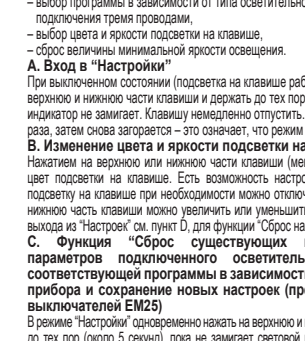 – выбор программы в зависимости от типа осветительно
подключения тремя проводами,
– выбор цвета и яркости подсветки на клавише,
– сброс величины минимальной яркости освещения.
A. Вход в “Настройки”
При выключенном состоянии (подсветка на клавише раб
верхнюю и нижнюю части клавиши и держать до тех пор
индикатор не замигает. Клавишу немедленно отпустить.
раза, затем снова загорается – это означает, что режим
B. Изменение цвета и яркости подсветки на
Нажатием на верхнюю или нижнюю части клавиши (ме
цвет подсветки на клавише. Есть возможность настро
подсветку на клавише при необходимости можно отклю
нижнюю часть клавиши можно увеличить или уменьшит
выхода из “Настроек” см. пункт D, для функции “Сброс на
C. Функция “Сброс существующих
параметров подключенного осветитель
соответствующей программы в зависимост
прибора и сохранение новых настроек (пр
выключателей EM25)
В режиме “Настройки” одновременно нажать на верхнюю и
до тех пор (около 5 секунд), пока не замигает световой